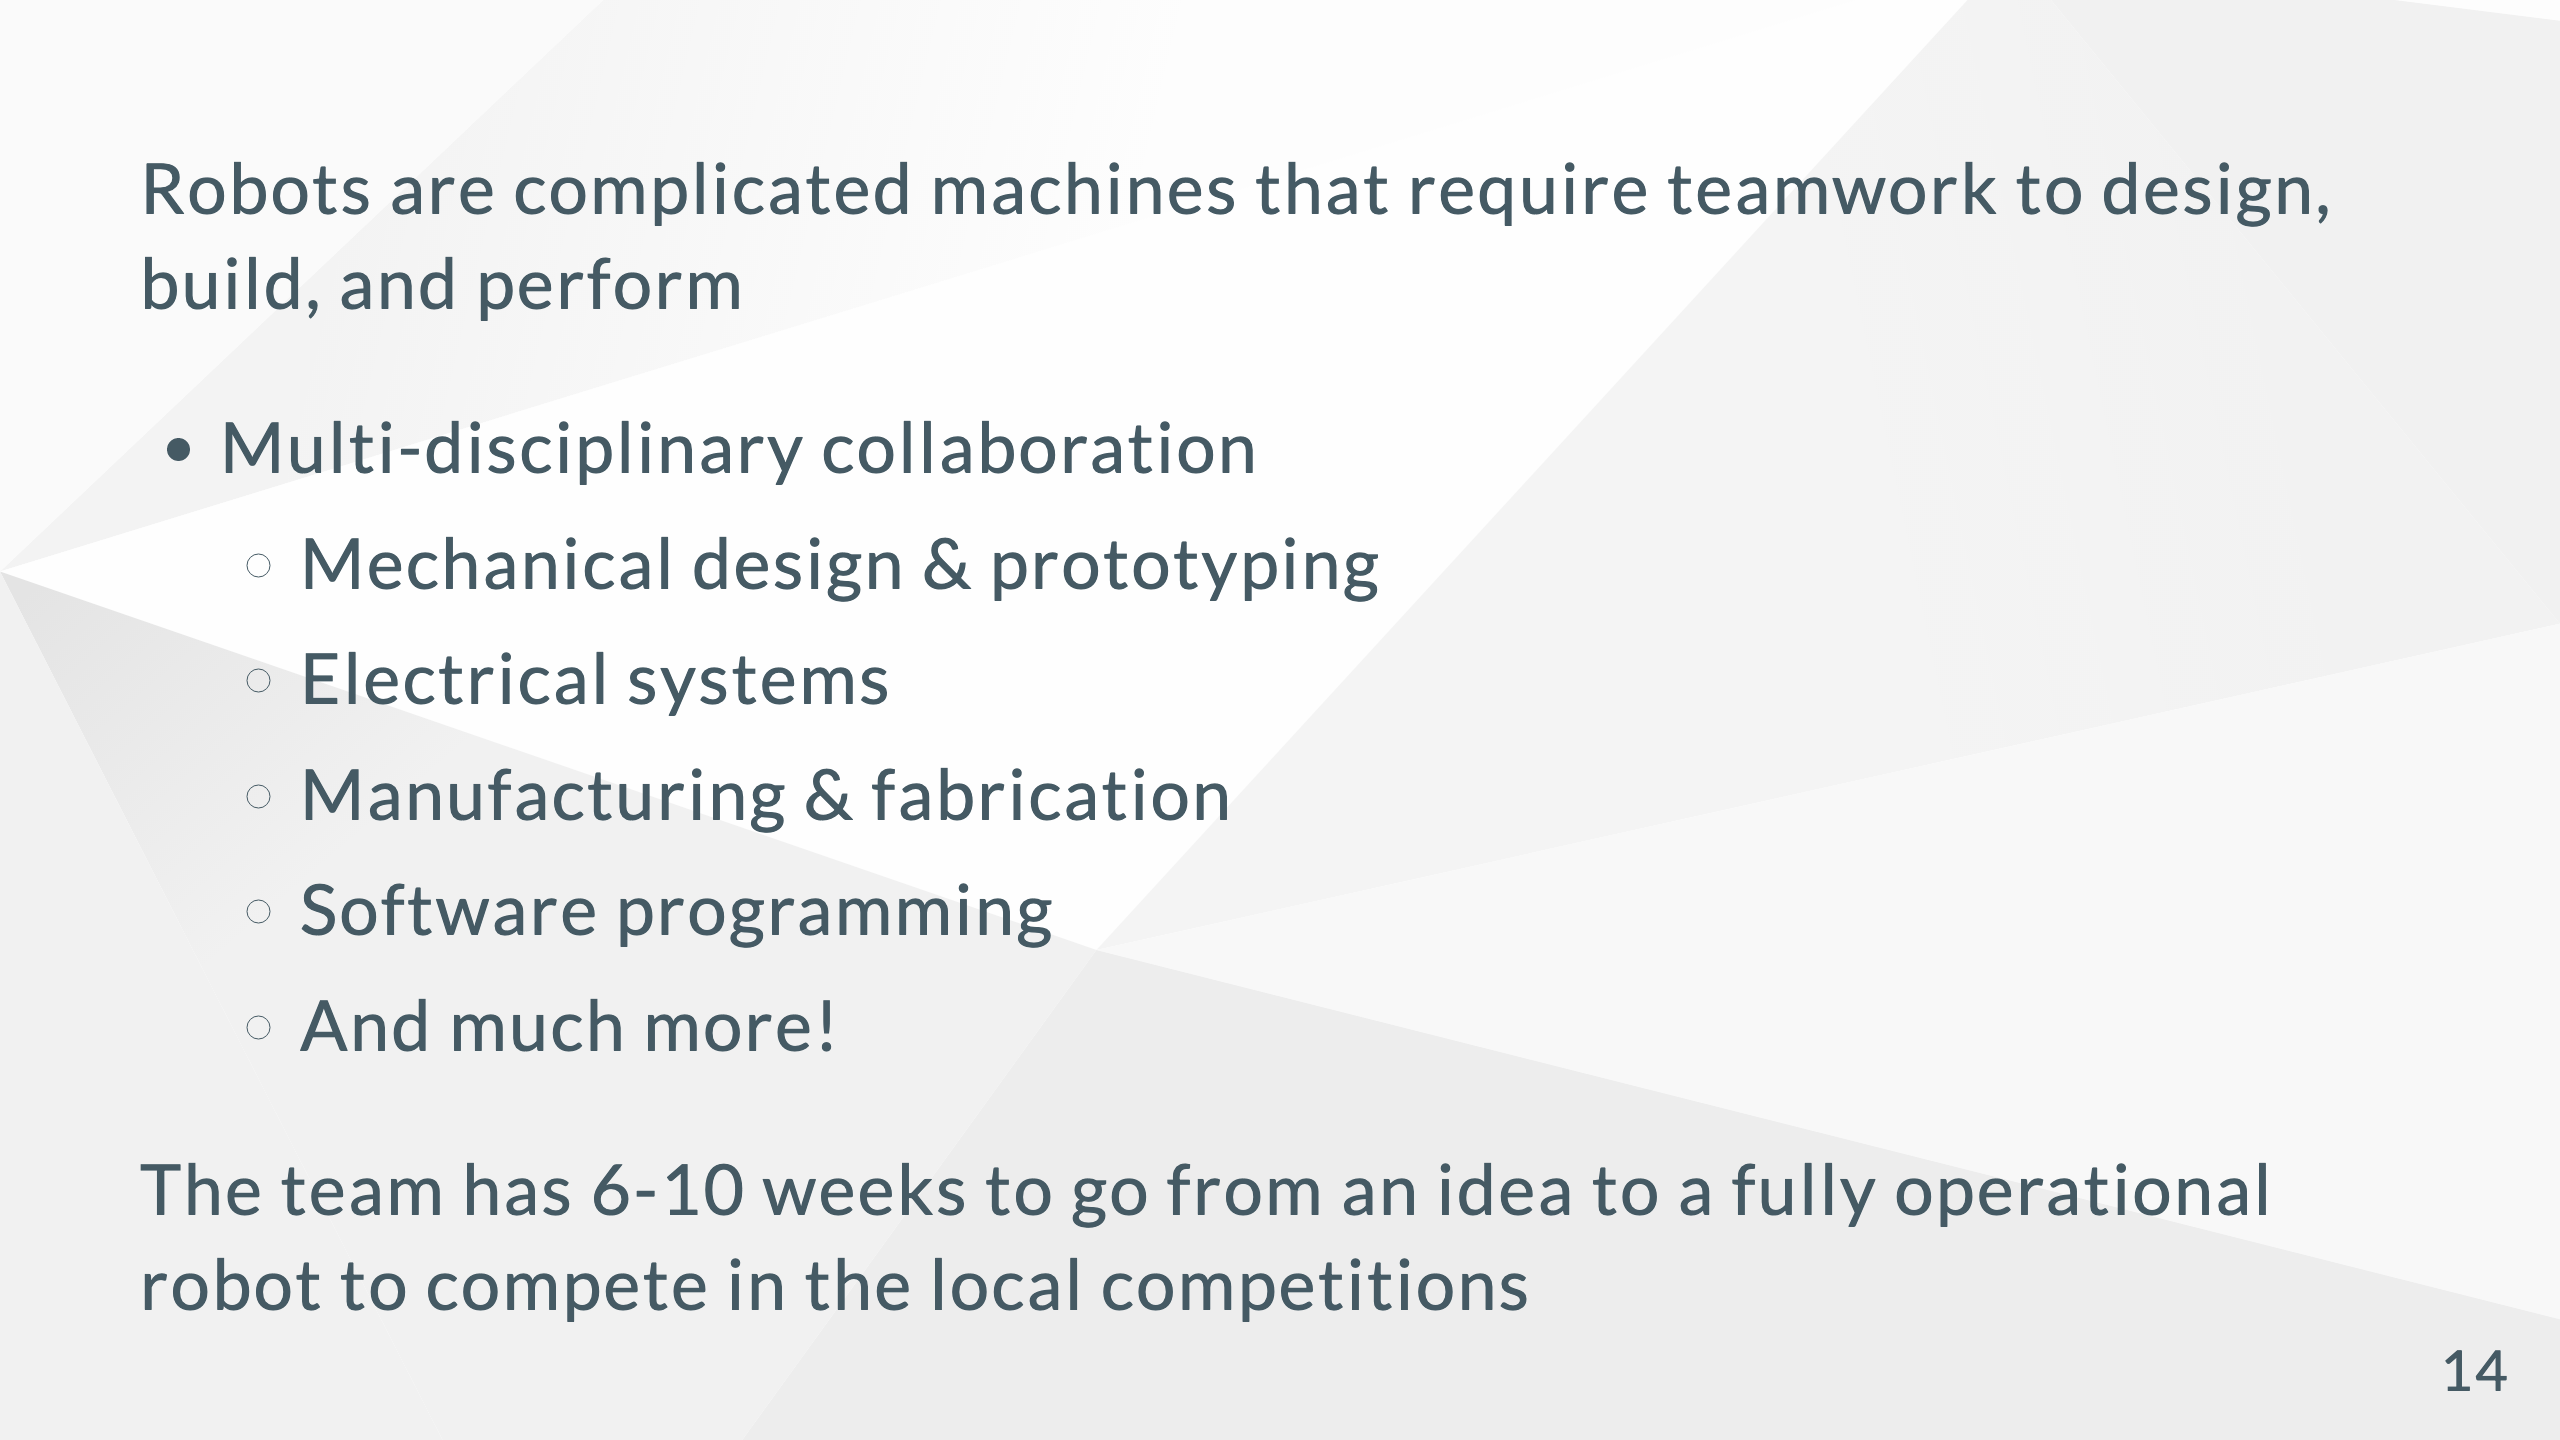 Robots are complicated machines that require teamwork to design,
build, and perform
• Multi-disciplinary collaboration
○ Mechanical design & prototyping
○ Electrical systems
○ Manufacturing & fabrication
○ Software programming
○ And much more!
The team has 6-10 weeks to go from an idea to a fully operational
robot to compete in the local competitions
14